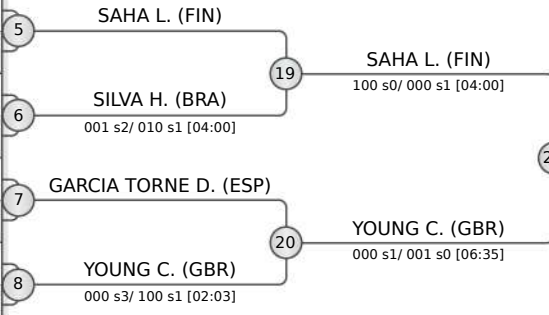 5
SAHA L. (FIN)
19
SAHA L. (FIN)
100 s0/ 000 s1 [04:00]
6
SILVA H. (BRA)
001 s2/ 010 s1 [04:00]
7
GARCIA TORNE D. (ESP)
20
YOUNG C. (GBR)
000 s1/ 001 s0 [06:35]
8
YOUNG C. (GBR)
000 s3/ 100 s1 [02:03]